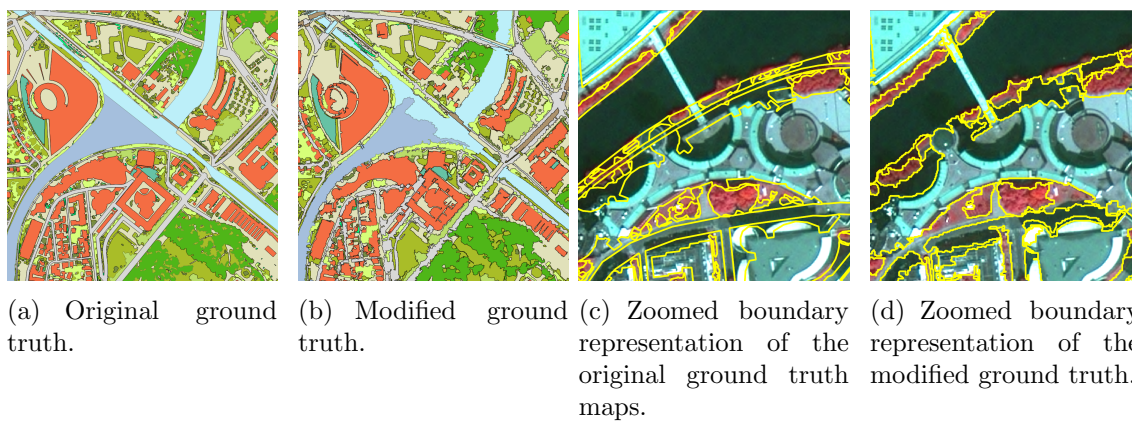 (a) Original ground
truth.
(b) Modified ground
truth.
(c) Zoomed boundary
representation of the
original ground truth
maps.
(d) Zoomed boundary
representation of the
modified ground truth.